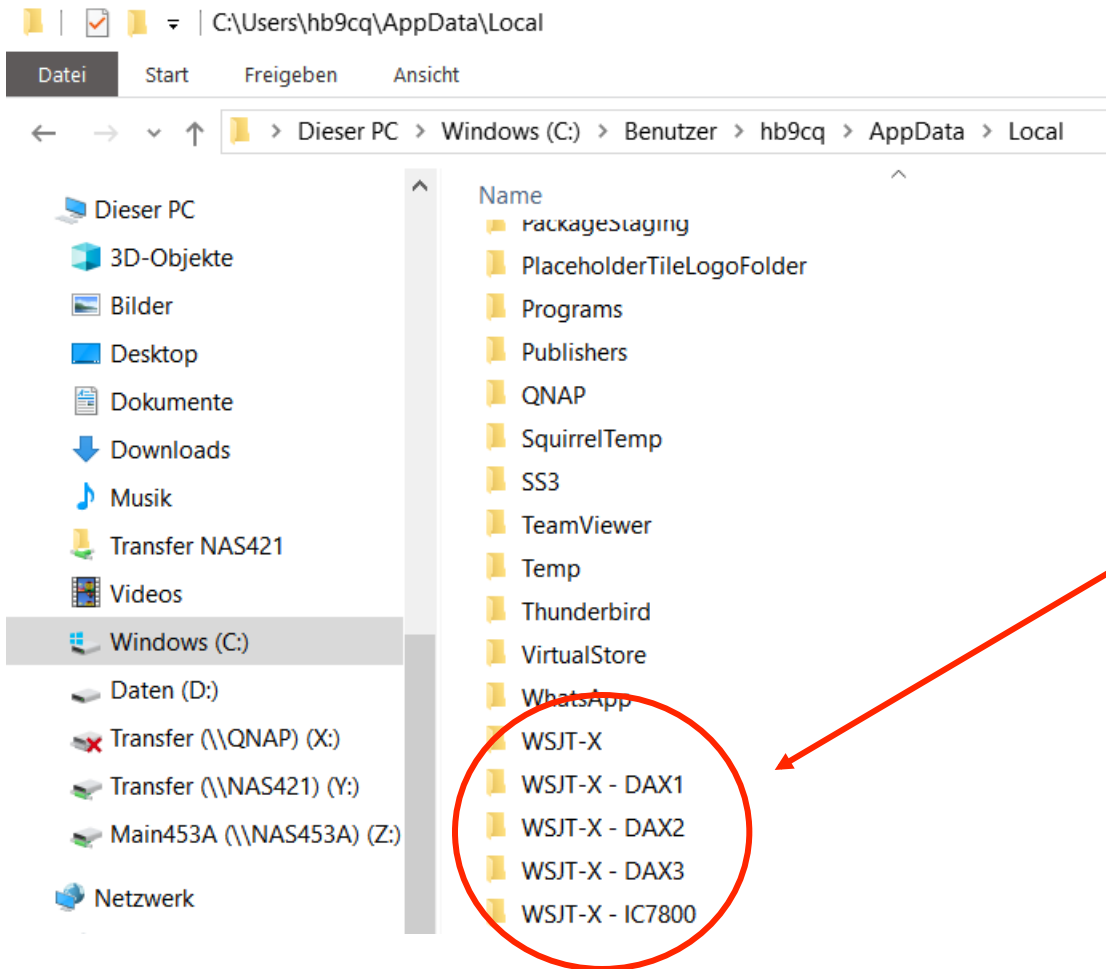 C:\Users\hb9cq\AppData\Local
Datei Start Freigeben Ansicht
> Dieser PC > Windows (C:) > Benutzer > hb9cq > AppData > Local
Dieser PC
3D-Objekte
Bilder
Desktop
Dokumente
Downloads
Musik
Transfer NAS421
Videos
Windows (C:)
Daten (D:)
Transfer (\\QNAP) (X:)
Transfer (\\NAS421) (Y:)
Main453A (\\NAS453A) (Z:)
Netzwerk
Name
PackageStaging
PlaceholderTileLogoFolder
Programs
Publishers
QNAP
SquirrelTemp
SS3
TeamViewer
Temp
Thunderbird
VirtualStore
WhatsApp
WSJT-X
WSJT-X - DAX1
WSJT-X - DAX2
WSJT-X - DAX3
WSJT-X - IC7800